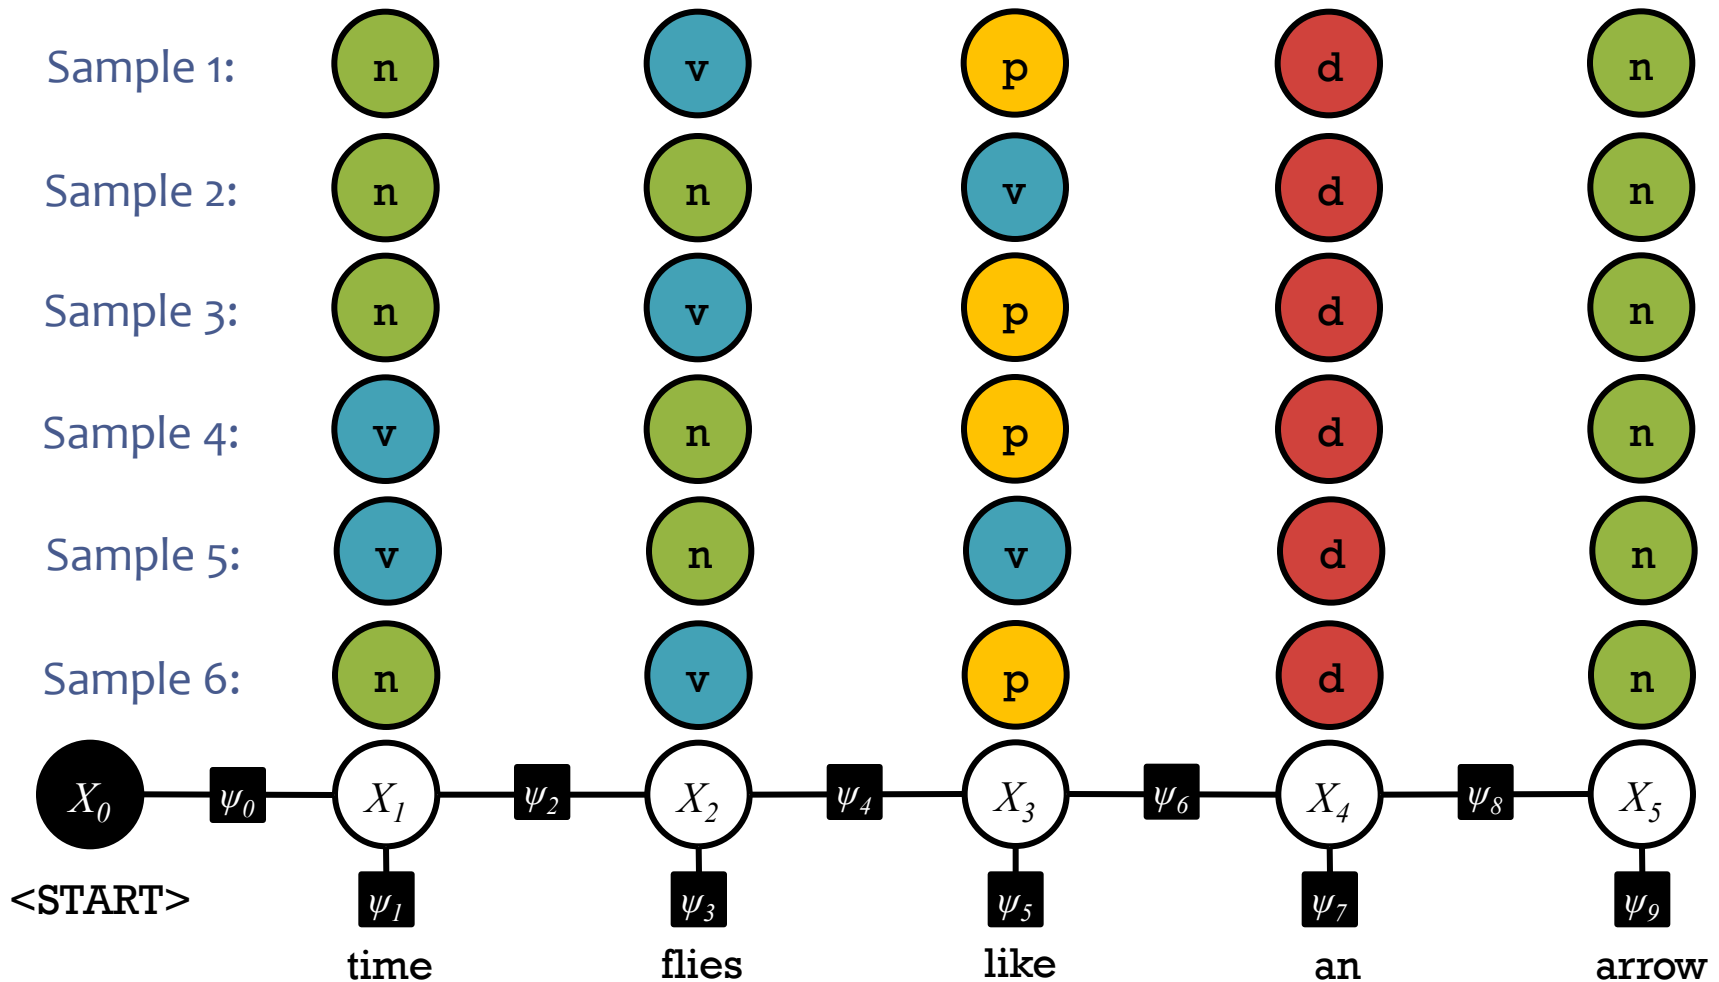 Sample 1: n v p d n
Sample 2: n n v d n
Sample 3: n v p d n
Sample 4: v n p d n
Sample 5: v n v d n
Sample 6: n v p d n
X0 ψ0 X1 ψ2 X2 ψ4 X3 ψ6 X4 ψ8 X5
<START> ψ1 ψ3 ψ5 ψ7 ψ9
time flies like an arrow